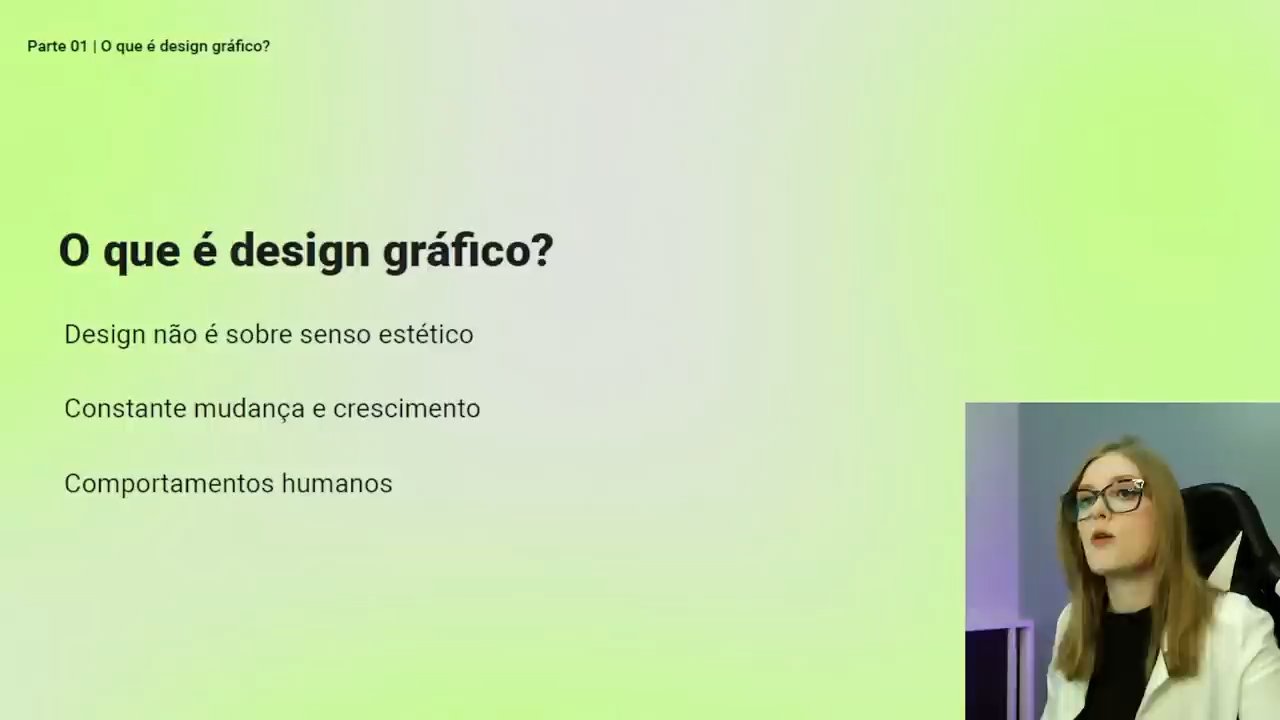 Parte 01 | O que é design gráfico?
O que é design gráfico?
Design não é sobre senso estético
Constante mudança e crescimento
Comportamentos humanos